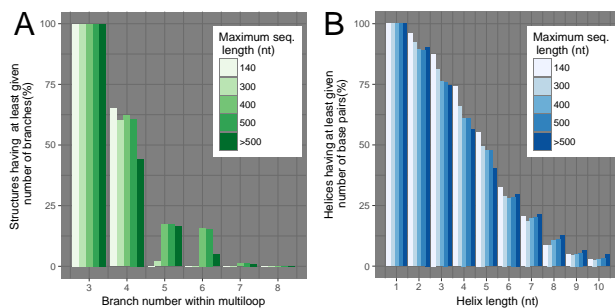 A
Structures having at least given
number of branches(%)
100
75
50
25
0
3 4 5 6 7 8
Branch number within multiloop
Maximum seq.
length (nt)
140
300
400
500
>500
B
Helices having at least given
number of base pairs(%)
100
75
50
25
0
1 2 3 4 5 6 7 8 9 10
Helix length (nt)
Maximum seq.
length (nt)
140
300
400
500
>500